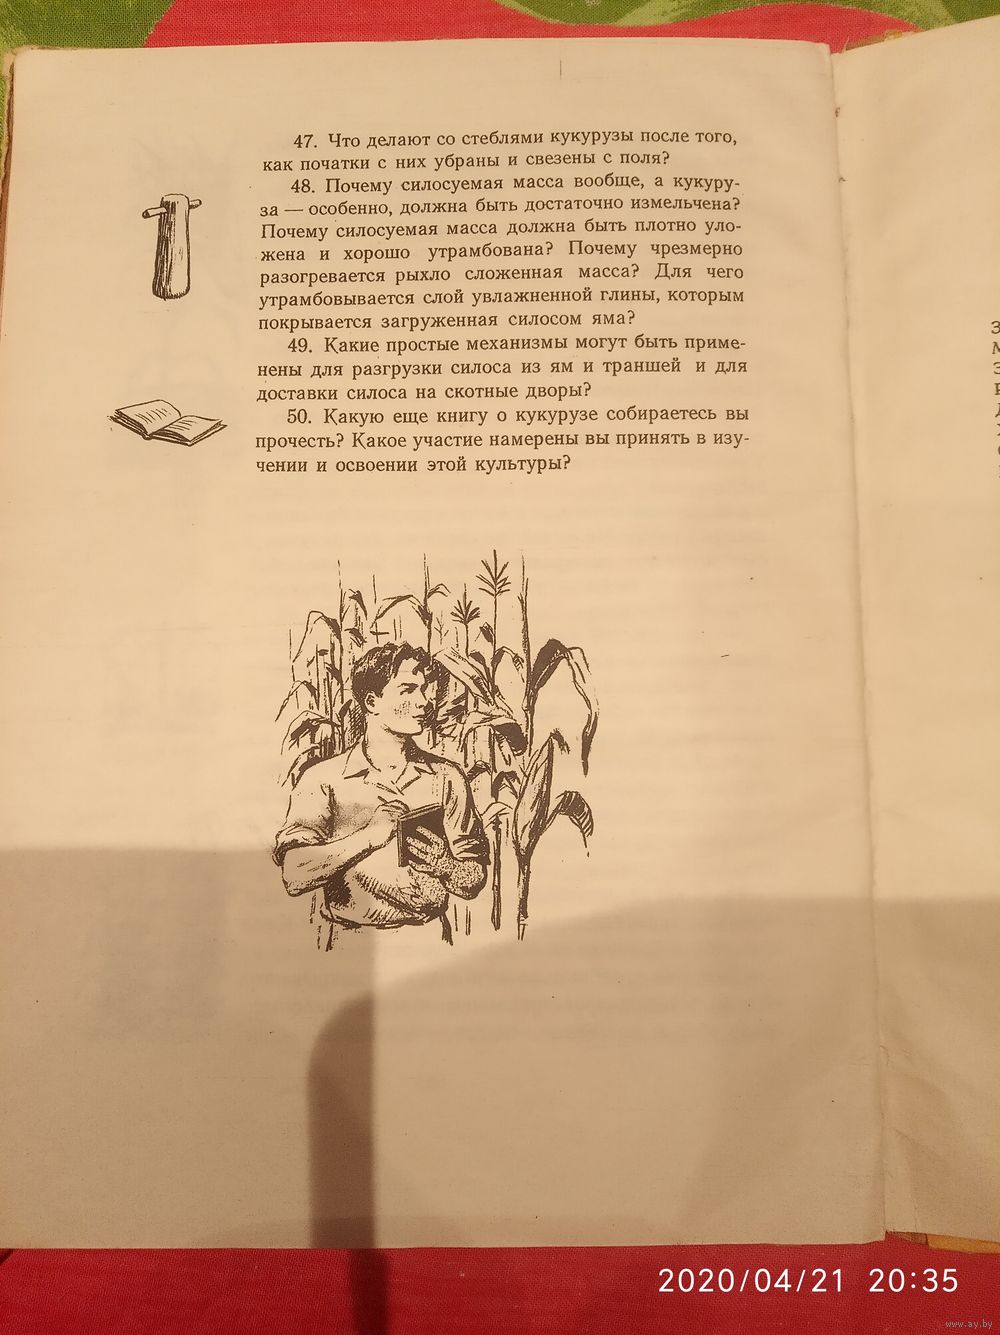 47. Что делают со стеблями кукурузы после того,
как початки с них убраны и свезены с поля?
48. Почему силосуемая масса вообще, а кукуру-
за — особенно, должна быть достаточно измельчена?
Почему силосуемая масса должна быть плотно уло-
жена и хорошо утрамбована? Почему чрезмерно
разогревается рыхло сложенная масса? Для чего
утрамбовывается слой увлажненной глины, которым
покрывается загруженная силосом яма?
49. Какие простые механизмы могут быть приме-
нены для разгрузки силоса из ям и траншей и для
доставки силоса на скотные дворы?
50. Какую еще книгу о кукурузе собираетесь вы
прочесть? Какое участие намерены вы принять в изу-
чении и освоении этой культуры?
2020/04/21 20:35
www.ay.by